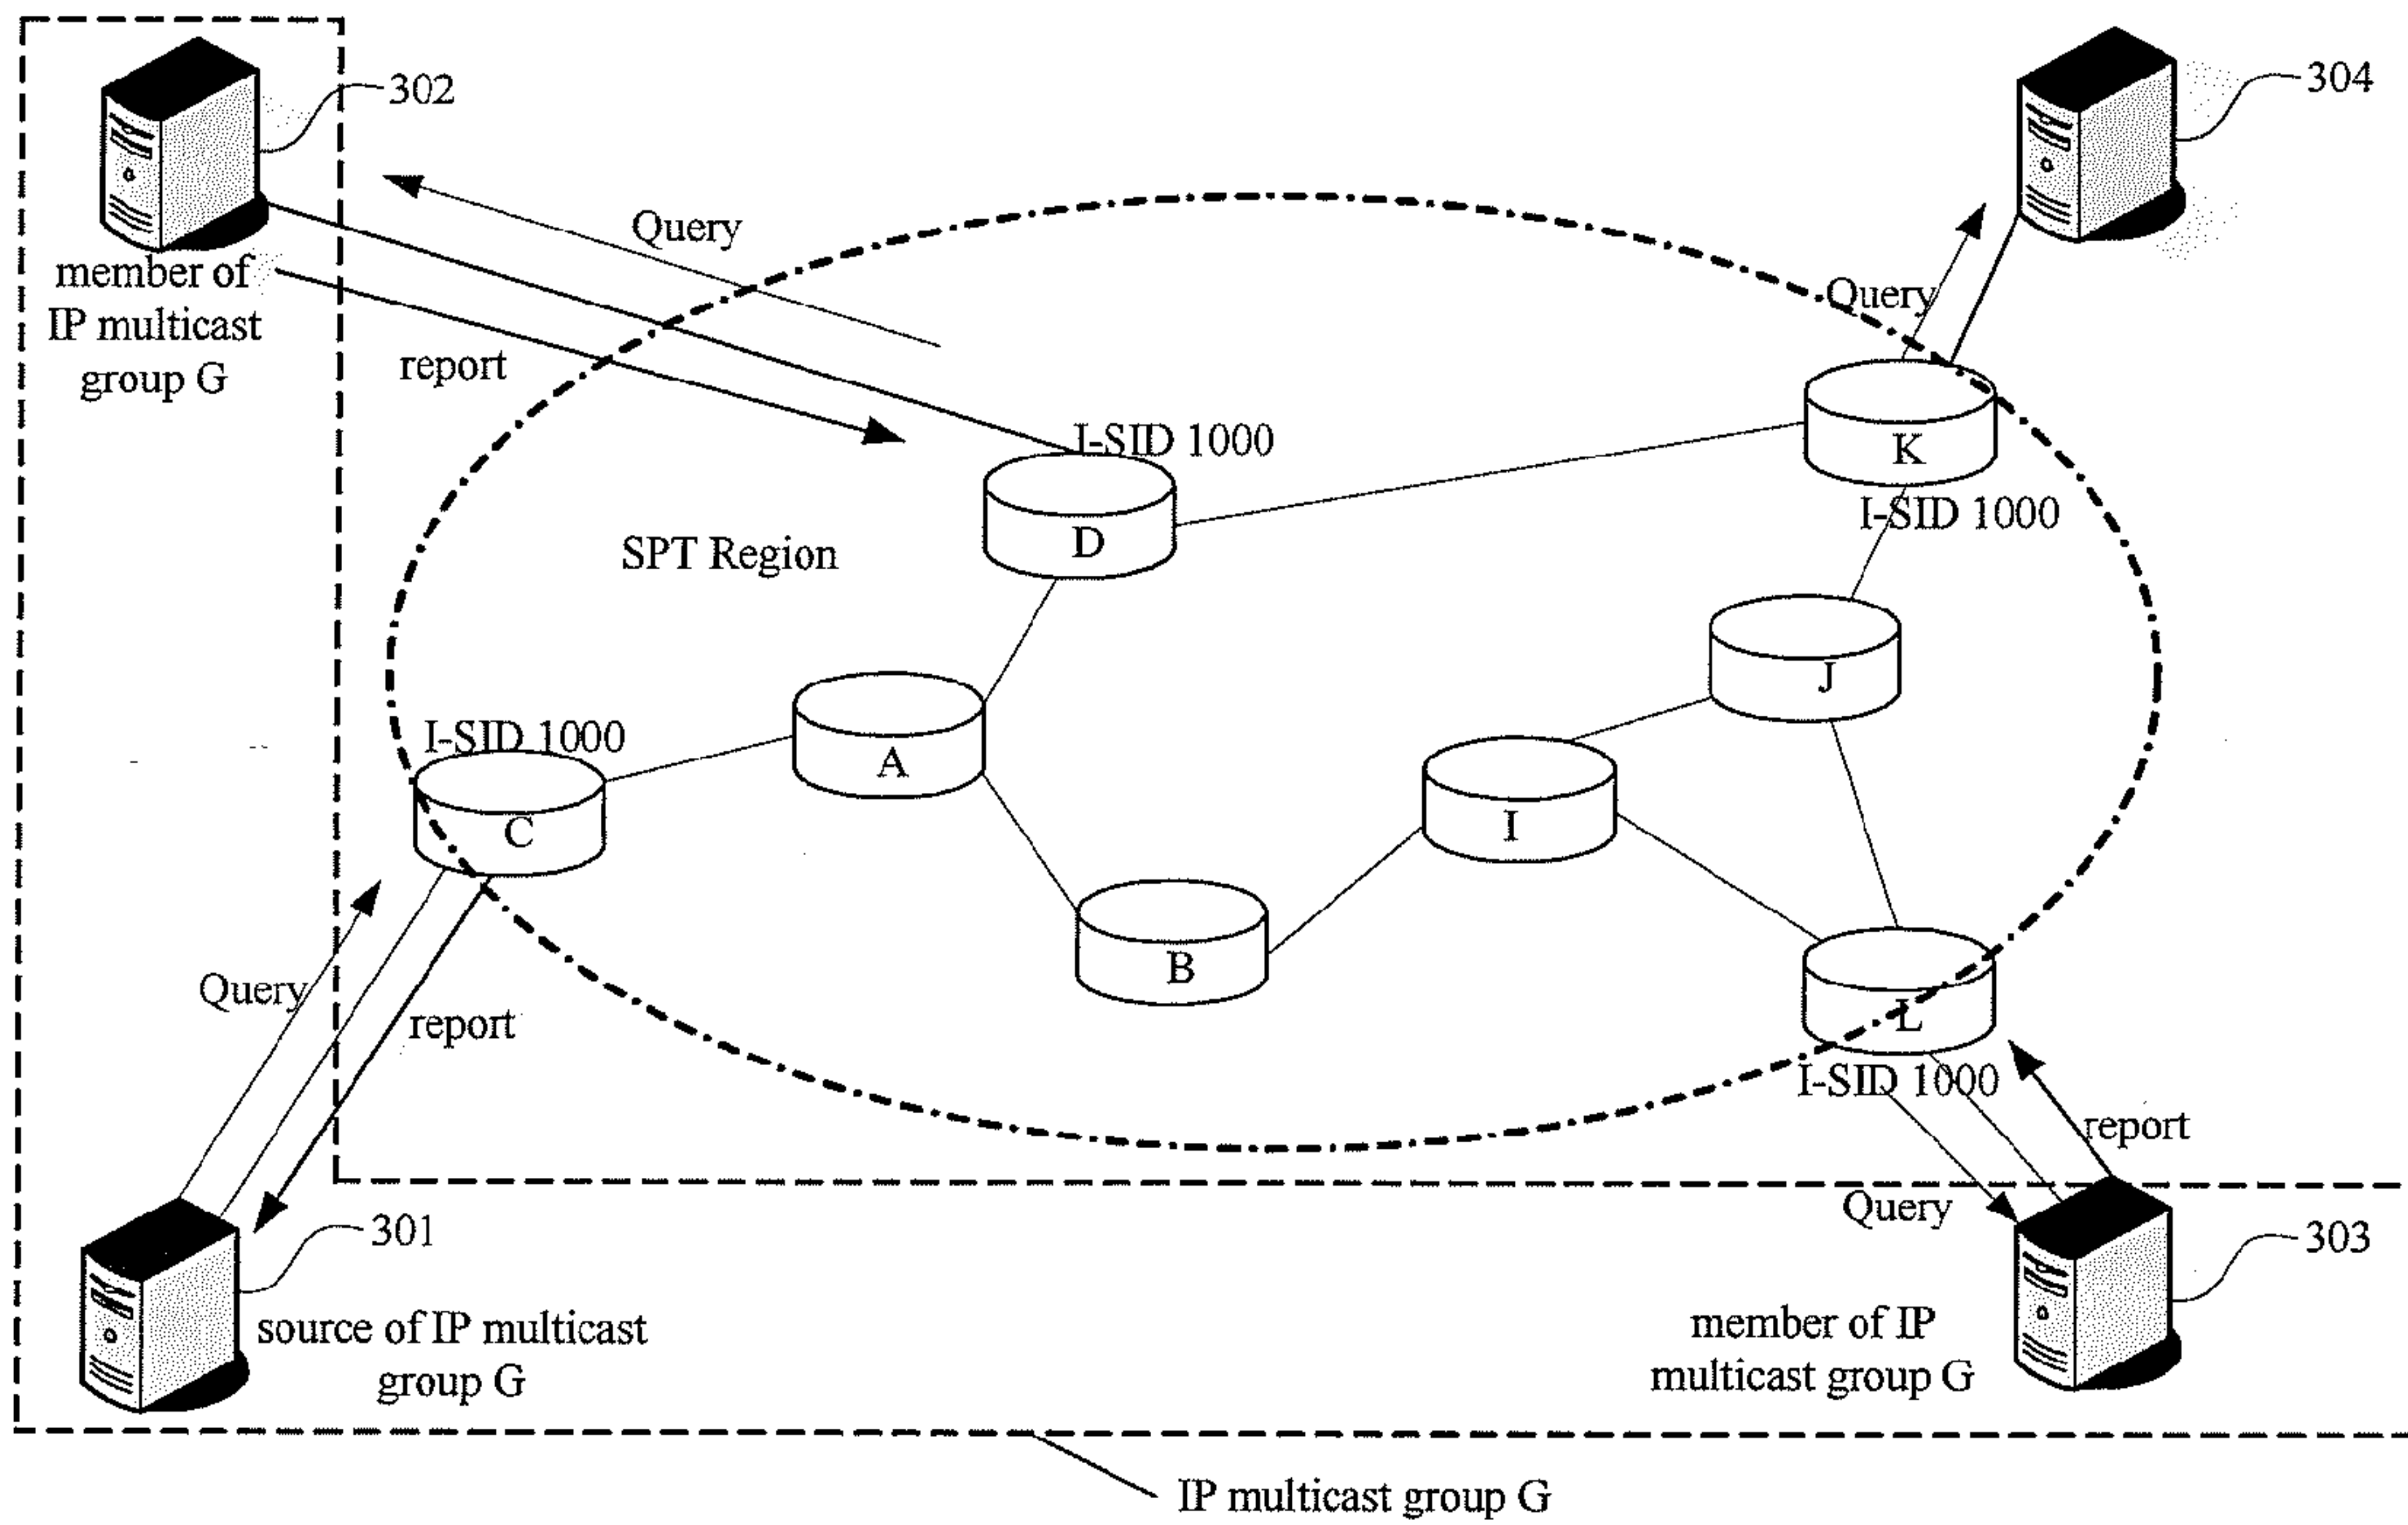 302
304
Query
member of
IP multicast
group G
Query
report
I-SID 1000
K
I-SID 1000
D
SPT Region
J
I-SID 1000
A
C
I
B
Query
report
L
I-SID 1000
report
Query
301
303
source of IP multicast
group G
member of IP
multicast group G
IP multicast group G